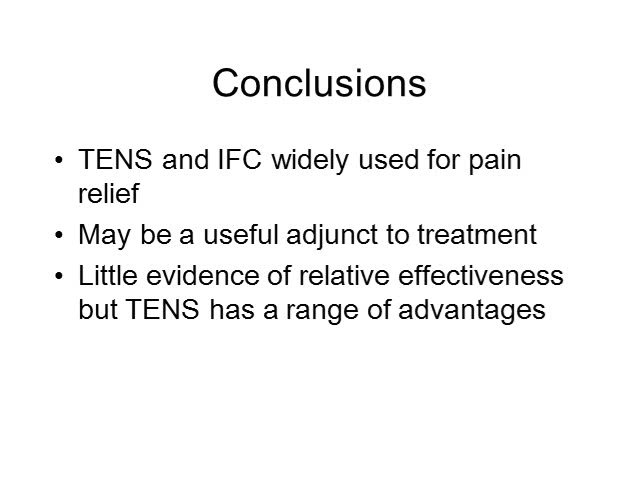 Conclusions
• TENS and IFC widely used for pain
relief
• May be a useful adjunct to treatment
• Little evidence of relative effectiveness
but TENS has a range of advantages